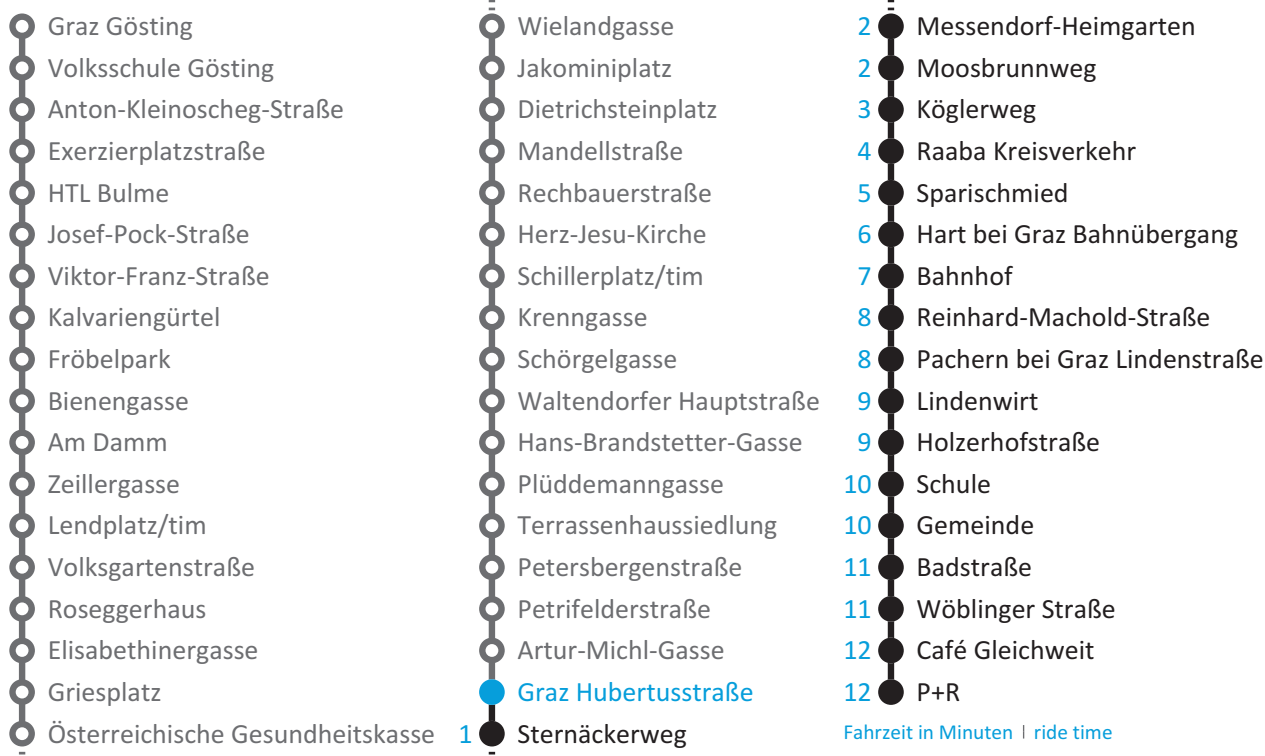 Graz Gösting
Volksschule Gösting
Anton-Kleinoscheg-Straße
Exerzierplatzstraße
HTL Bulme
Josef-Pock-Straße
Viktor-Franz-Straße
Kalvariengürtel
Fröbelpark
Bienengasse
Am Damm
Zeillergasse
Lendplatz/tim
Volksgartenstraße
Roseggerhaus
Elisabethinergasse
Griesplatz
Österreichische Gesundheitskasse
Wielandgasse
Jakominiplatz
Dietrichsteinplatz
Mandellstraße
Rechbauerstraße
Herz-Jesu-Kirche
Schillerplatz/tim
Krenngasse
Schörgelgasse
Waltendorfer Hauptstraße
Hans-Brandstetter-Gasse
Plüddemanngasse
Terrassenhaussiedlung
Petersbergenstraße
Petrifelderstraße
Artur-Michl-Gasse
Graz Hubertusstraße
1 Sternäckerweg
2 Messendorf-Heimgarten
2 Moosbrunnweg
3 Köglerweg
4 Raaba Kreisverkehr
5 Sparischmied
6 Hart bei Graz Bahnübergang
7 Bahnhof
8 Reinhard-Machold-Straße
8 Pachern bei Graz Lindenstraße
9 Lindenwirt
9 Holzerhofstraße
10 Schule
10 Gemeinde
11 Badstraße
11 Wöblinger Straße
12 Café Gleichweit
12 P+R
Fahrzeit in Minuten | ride time